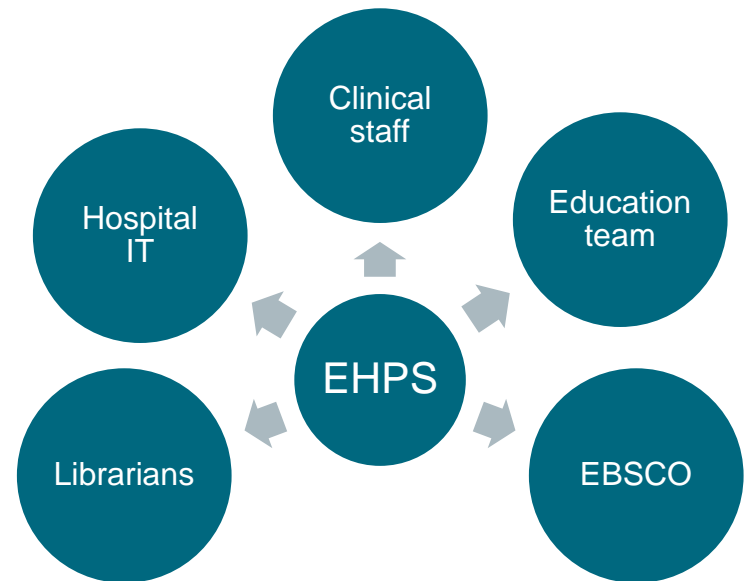 Clinical
staff
Hospital
IT
Education
team
EHPS
Librarians
EBSCO